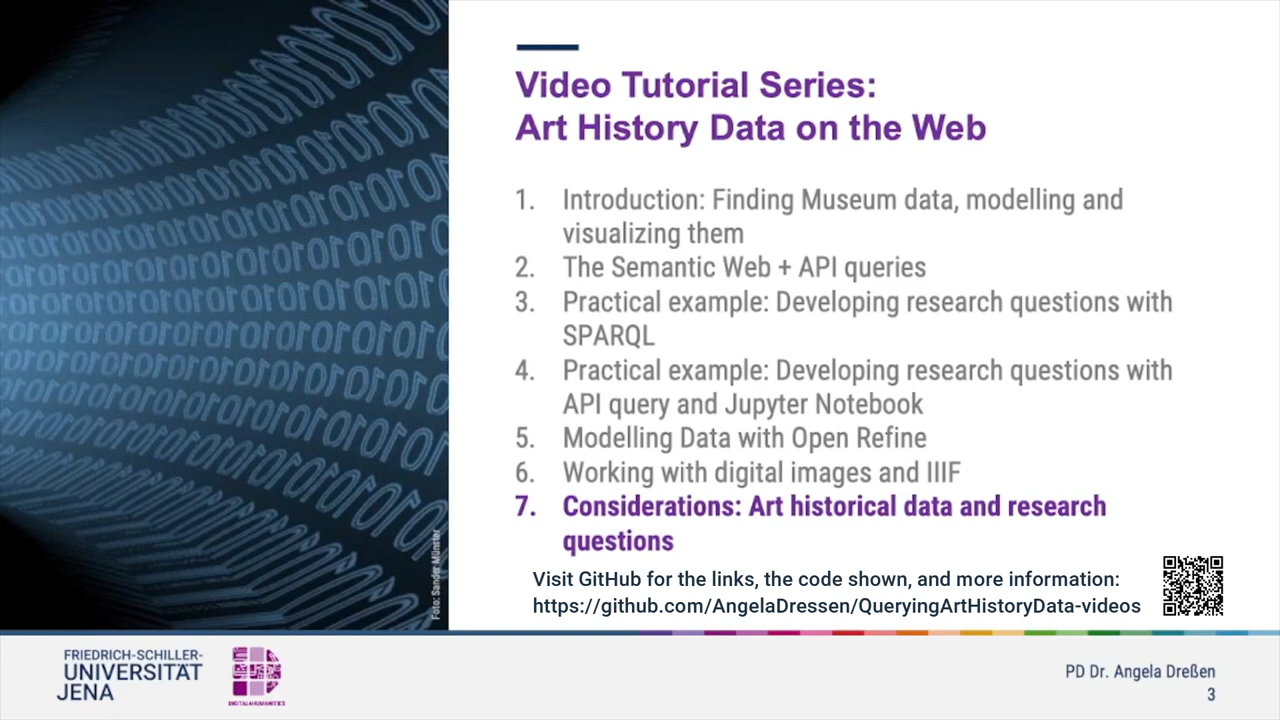 Video Tutorial Series:
Art History Data on the Web
1. Introduction: Finding Museum data, modelling and
visualizing them
2. The Semantic Web + API queries
3. Practical example: Developing research questions with
SPARQL
4. Practical example: Developing research questions with
API query and Jupyter Notebook
5. Modelling Data with Open Refine
6. Working with digital images and IIIF
7. Considerations: Art historical data and research
questions
Visit GitHub for the links, the code shown, and more information:
https://github.com/AngelaDressen/QueryingArtHistoryData-videos
Foto: Sander Münster
FRIEDRICH-SCHILLER-
UNIVERSITÄT
JENA
DIGITAL4HUMANITIES
PD Dr. Angela Dreßen
3